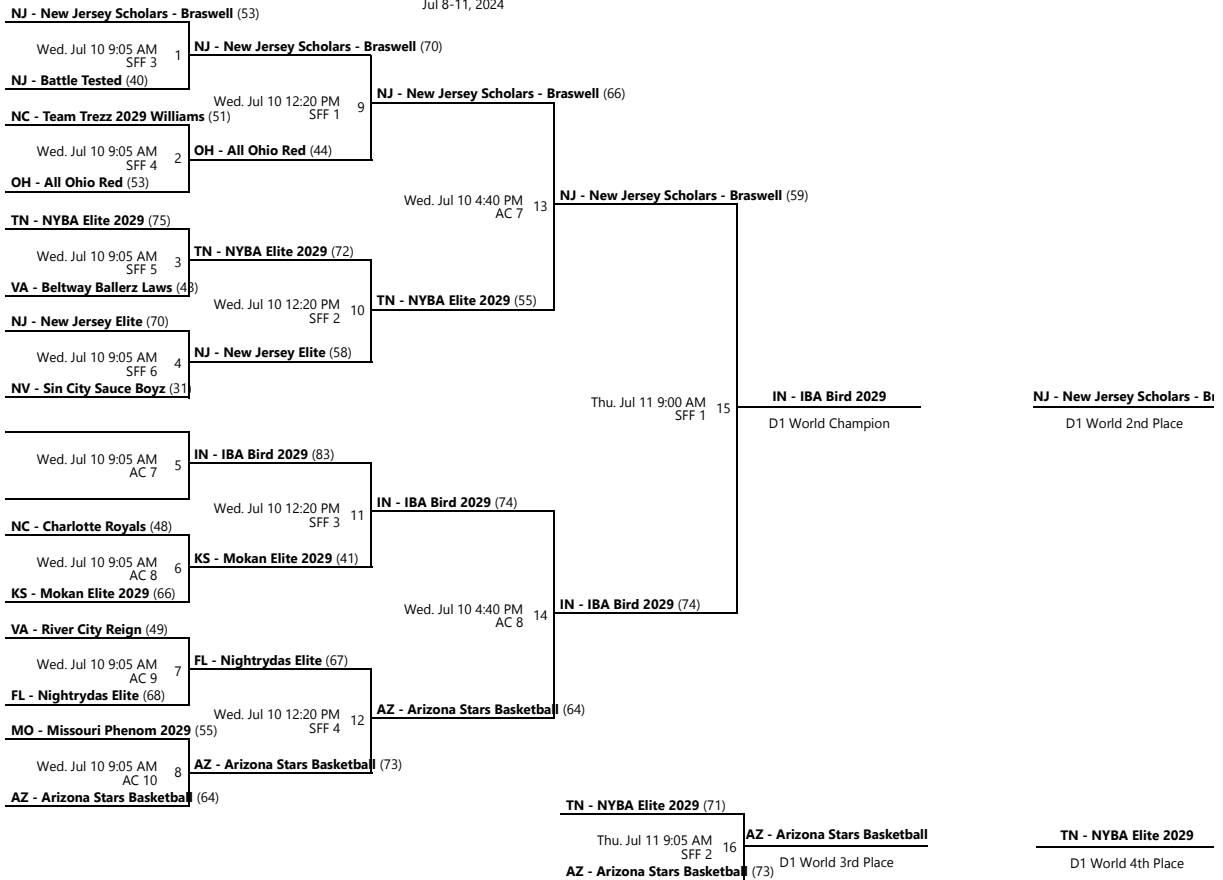 Jul 8-11, 2024
NJ - New Jersey Scholars - Braswell (53)
Wed. Jul 10 9:05 AM
SFF 3
1
NJ - Battle Tested (40)
NJ - New Jersey Scholars - Braswell (70)
NC - Team Trezz 2029 Williams (51)
Wed. Jul 10 9:05 AM
SFF 4
2
OH - All Ohio Red (53)
Wed. Jul 10 12:20 PM
SFF 1
9
OH - All Ohio Red (44)
NJ - New Jersey Scholars - Braswell (66)
TN - NYBA Elite 2029 (75)
Wed. Jul 10 9:05 AM
SFF 5
3
VA - Beltway Ballerz Laws (43)
TN - NYBA Elite 2029 (72)
NJ - New Jersey Elite (70)
Wed. Jul 10 9:05 AM
SFF 6
4
NV - Sin City Sauce Boyz (31)
Wed. Jul 10 12:20 PM
SFF 2
10
NJ - New Jersey Elite (58)
Wed. Jul 10 4:40 PM
AC 7
13
TN - NYBA Elite 2029 (55)
NJ - New Jersey Scholars - Braswell (59)
Wed. Jul 10 9:05 AM
AC 7
5
IN - IBA Bird 2029 (83)
NC - Charlotte Royals (48)
Wed. Jul 10 9:05 AM
AC 8
6
KS - Mokan Elite 2029 (66)
Wed. Jul 10 12:20 PM
SFF 3
11
KS - Mokan Elite 2029 (41)
IN - IBA Bird 2029 (74)
VA - River City Reign (49)
Wed. Jul 10 9:05 AM
AC 9
7
FL - Nightrydas Elite (68)
FL - Nightrydas Elite (67)
MO - Missouri Phenom 2029 (55)
Wed. Jul 10 9:05 AM
AC 10
8
AZ - Arizona Stars Basketball (64)
Wed. Jul 10 12:20 PM
SFF 4
12
AZ - Arizona Stars Basketball (73)
Wed. Jul 10 4:40 PM
AC 8
14
AZ - Arizona Stars Basketball (64)
IN - IBA Bird 2029 (74)
Thu. Jul 11 9:00 AM
SFF 1
15
IN - IBA Bird 2029
D1 World Champion
NJ - New Jersey Scholars - Br
D1 World 2nd Place
TN - NYBA Elite 2029 (71)
Thu. Jul 11 9:05 AM
SFF 2
16
AZ - Arizona Stars Basketball (73)
AZ - Arizona Stars Basketball
D1 World 3rd Place
TN - NYBA Elite 2029
D1 World 4th Place